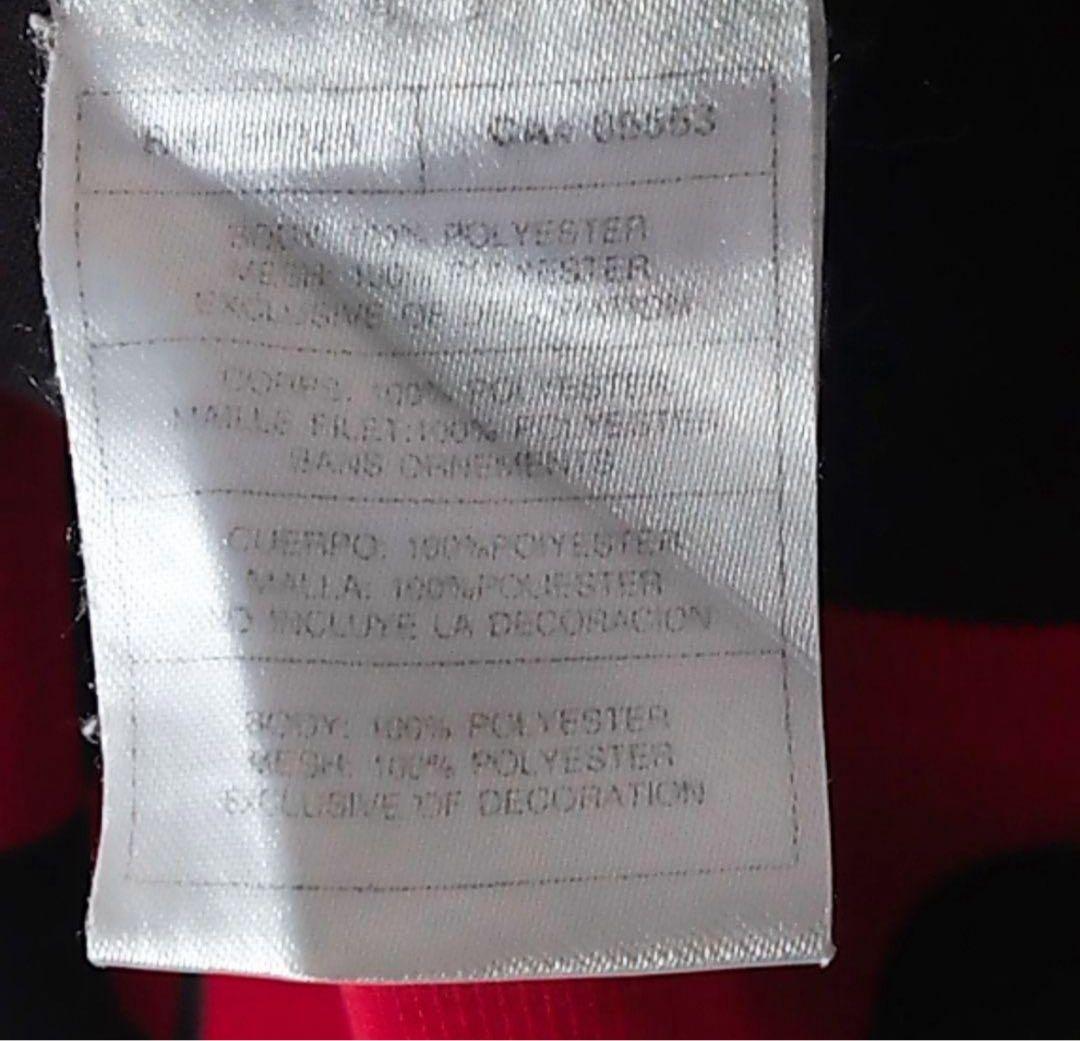 CA# 05553
BODY: 100% POLYESTER
MESH: 100% POLYESTER
EXCLUSIVE OF DECORATION
CORPS: 100% POLYESTER
MAILLE FILET:100% POLYESTER
SANS ORNEMENTS
CUERPO: 100%POLYESTER
MALLA: 100%POLIESTER
NO INCLUYE LA DECORACION
BODY: 100% POLYESTER
MESH: 100% POLYESTER
EXCLUSIVE OF DECORATION